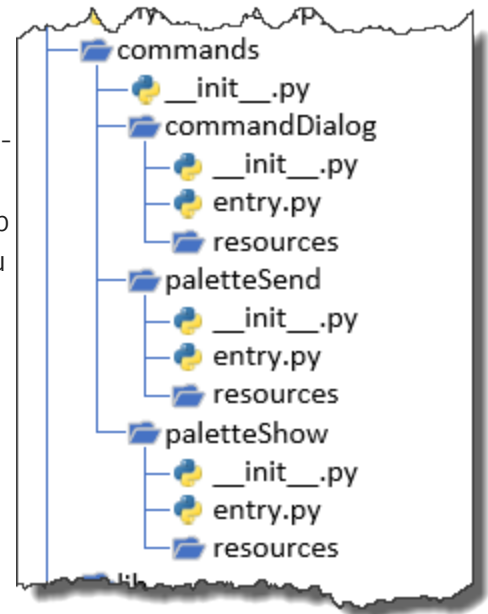 commands
__init__.py
commandDialog
__init__.py
entry.py
resources
paletteSend
__init__.py
entry.py
resources
paletteShow
__init__.py
entry.py
resources